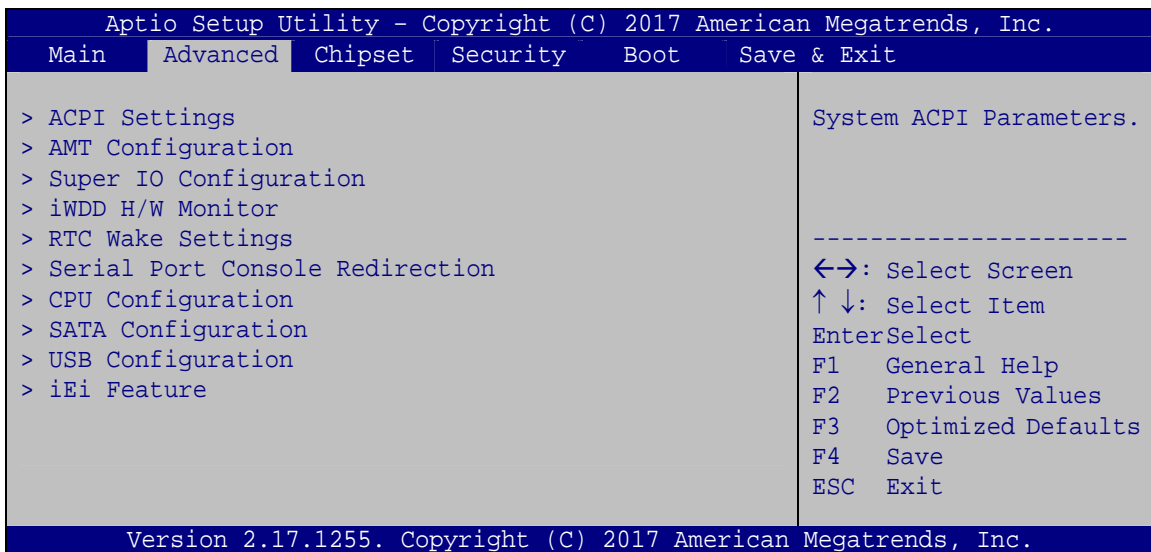 Aptio Setup Utility – Copyright (C) 2017 American Megatrends, Inc.
Main Advanced Chipset Security Boot Save & Exit
> ACPI Settings
> AMT Configuration
> Super IO Configuration
> iWDD H/W Monitor
> RTC Wake Settings
> Serial Port Console Redirection
> CPU Configuration
> SATA Configuration
> USB Configuration
> iEi Feature
System ACPI Parameters.
----------------------
←→: Select Screen
↑ ↓: Select Item
EnterSelect
F1 General Help
F2 Previous Values
F3 Optimized Defaults
F4 Save
ESC Exit
Version 2.17.1255. Copyright (C) 2017 American Megatrends, Inc.